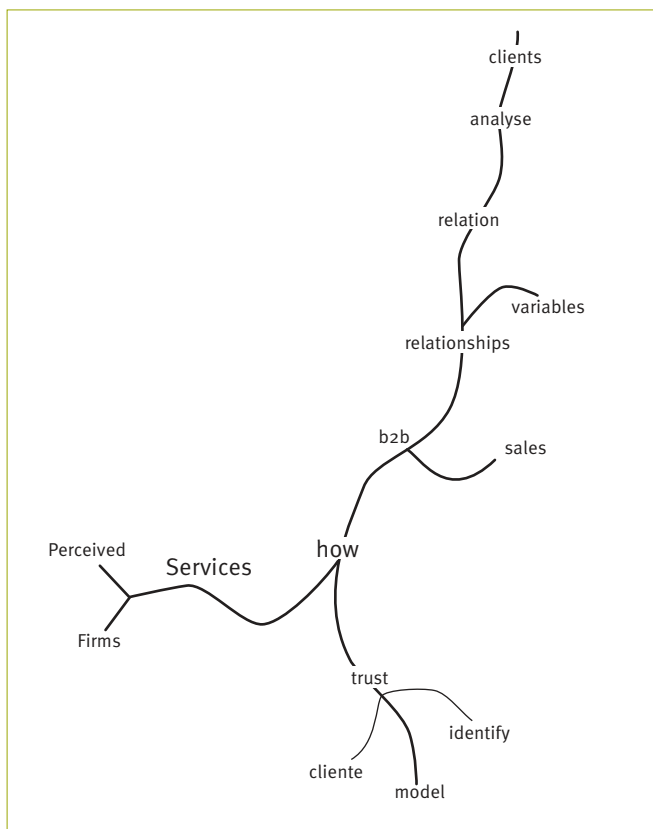 clients
analyse
relation
variables
relationships
b2b
sales
how
Perceived
Services
Firms
trust
identify
cliente
model